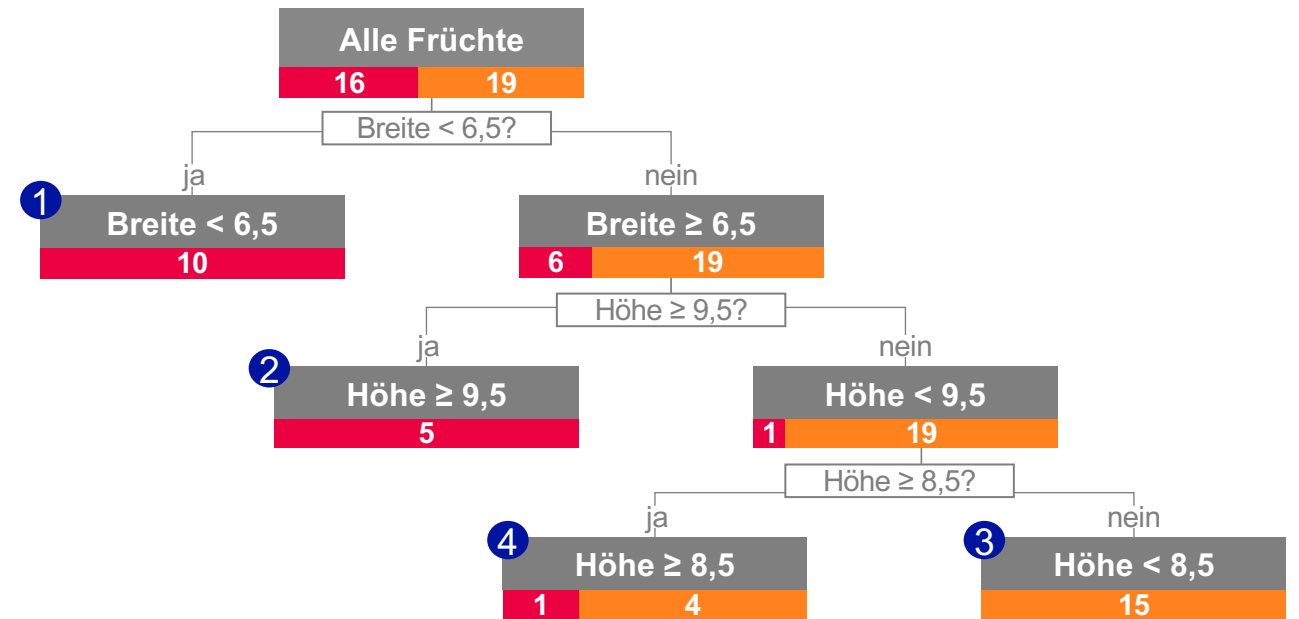 Alle Früchte
16 19
Breite < 6,5?
ja nein
1
Breite < 6,5
10
Breite ≥ 6,5
6 19
Höhe ≥ 9,5?
ja nein
2
Höhe ≥ 9,5
5
Höhe < 9,5
1 19
Höhe ≥ 8,5?
ja nein
4
Höhe ≥ 8,5
1 4
3
Höhe < 8,5
15